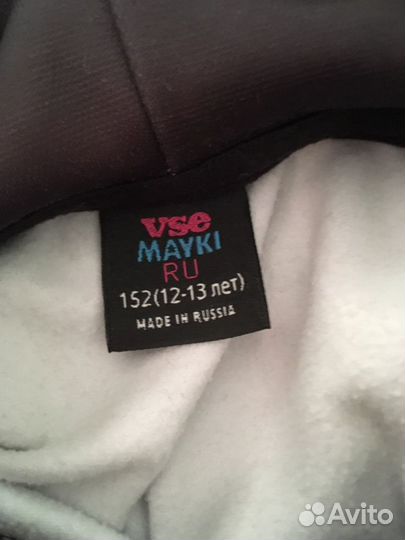 vse
MAYKI
RU
152(12-13 лет)
MADE IN RUSSIA
Avito